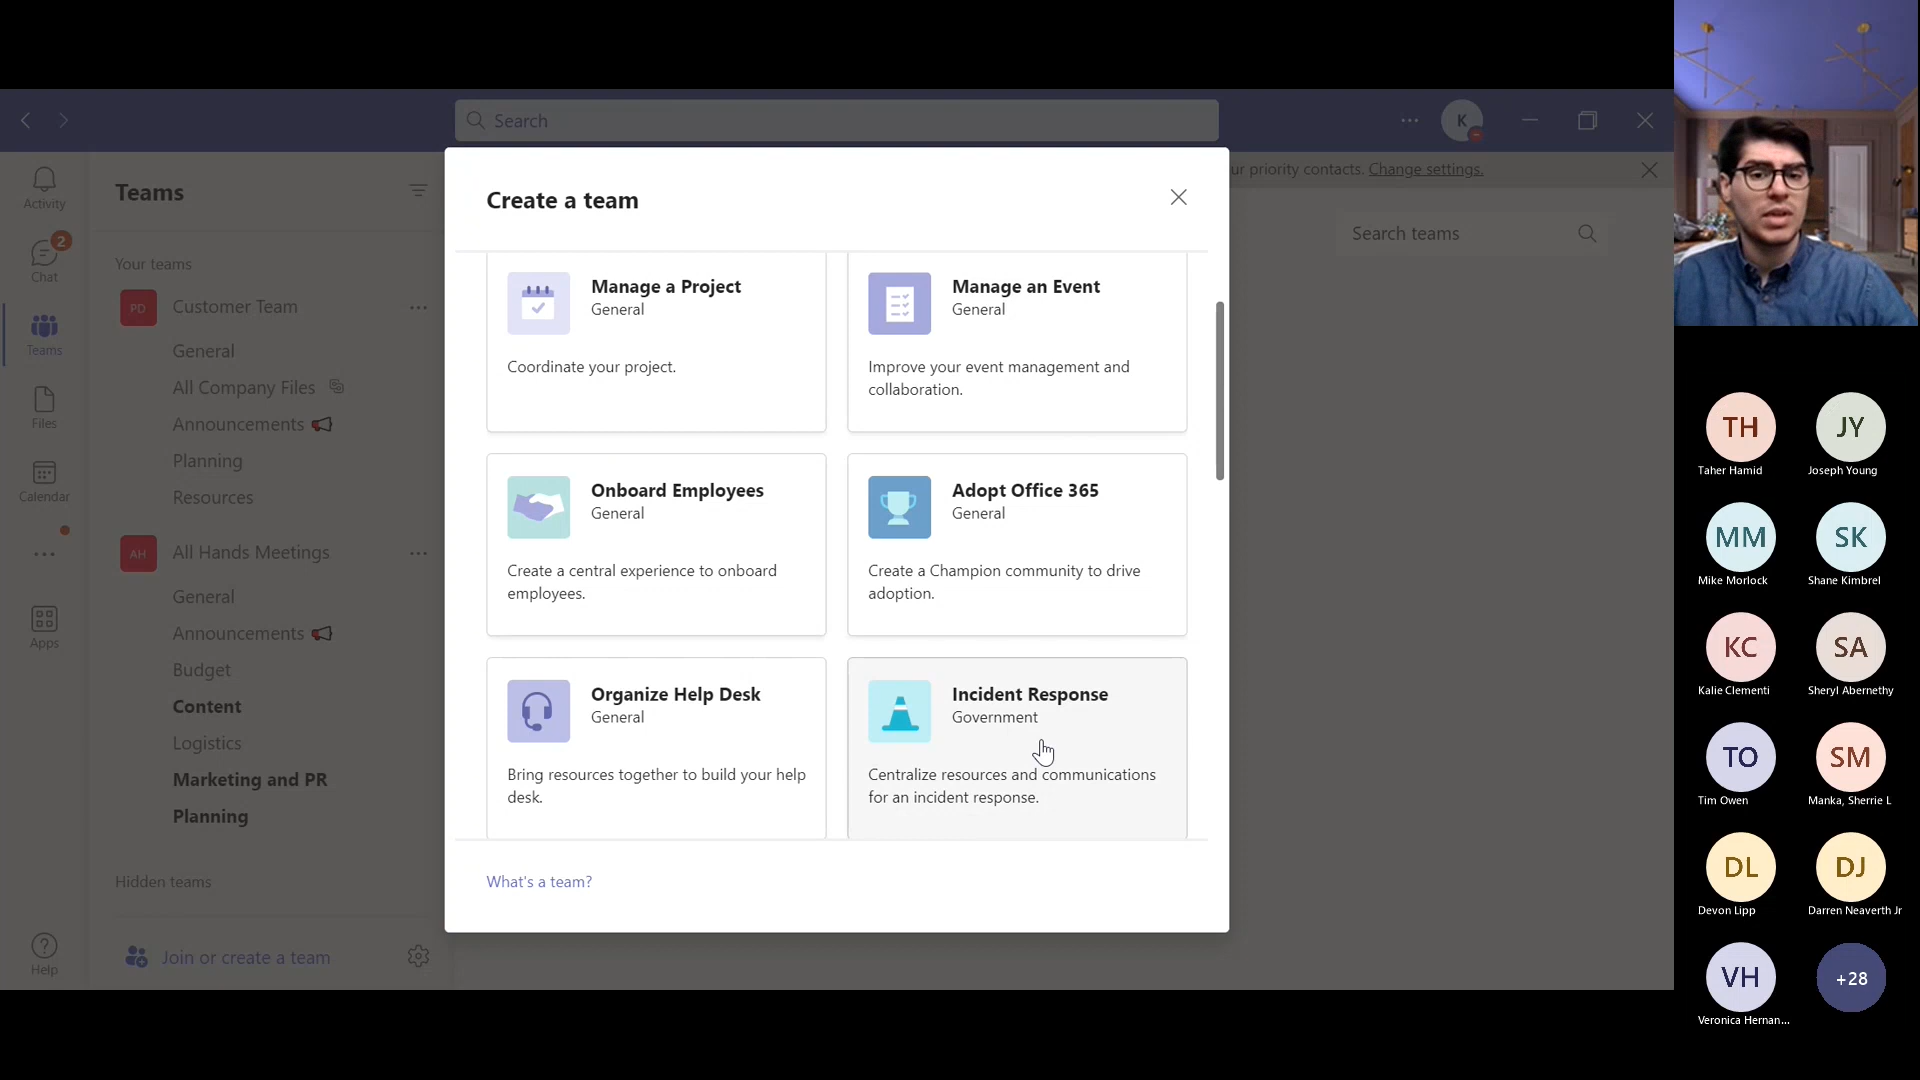 Search
K
ur priority contacts. Change settings.
Activity
2
Chat
Teams
Files
Calendar
Apps
Help
Teams
Your teams
PD Customer Team
General
All Company Files
Announcements
Planning
Resources
AH All Hands Meetings
General
Announcements
Budget
Content
Logistics
Marketing and PR
Planning
Hidden teams
Join or create a team
Search teams
Create a team
Manage a Project
General
Coordinate your project.
Manage an Event
General
Improve your event management and
collaboration.
Onboard Employees
General
Create a central experience to onboard
employees.
Adopt Office 365
General
Create a Champion community to drive
adoption.
Organize Help Desk
General
Bring resources together to build your help
desk.
Incident Response
Government
Centralize resources and communications
for an incident response.
What's a team?
TH
Taher Hamid
JY
Joseph Young
MM
Mike Morlock
SK
Shane Kimbrel
KC
Kalie Clementi
SA
Sheryl Abernethy
TO
Tim Owen
SM
Manka, Sherrie L
DL
Devon Lipp
DJ
Darren Neaverth Jr
VH
Veronica Hernan...
+28